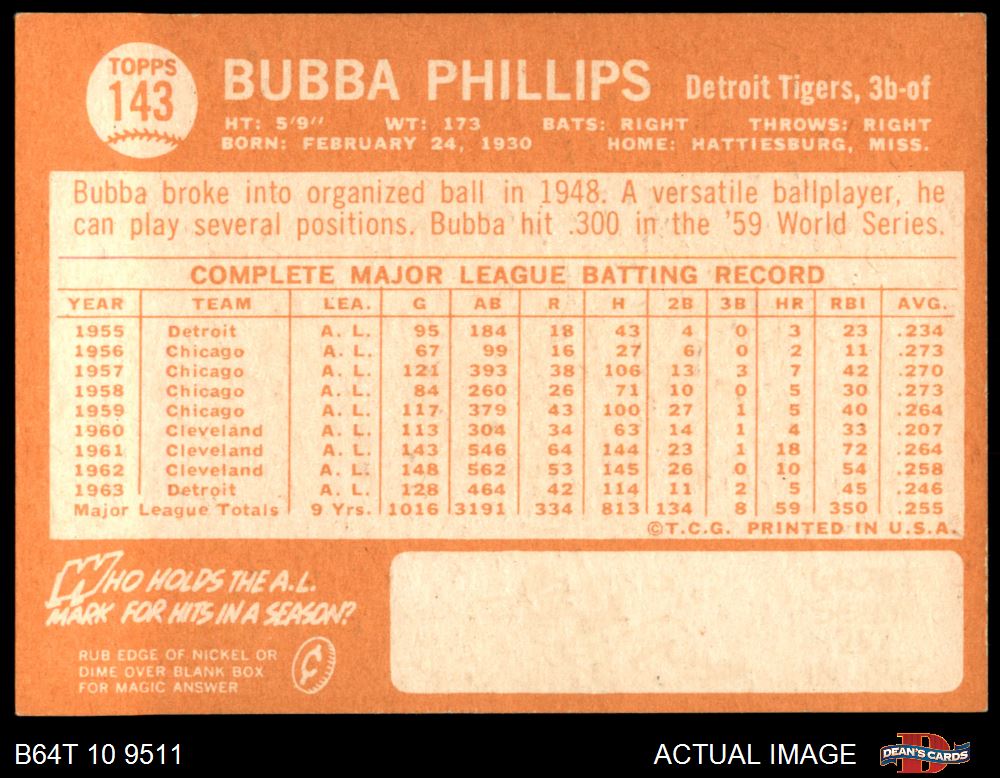 TOPPS
143
BUBBA PHILLIPS Detroit Tigers, 3b-of
HT: 5'9" WT: 173 BATS: RIGHT THROWS: RIGHT
BORN: FEBRUARY 24, 1930 HOME: HATTIESBURG, MISS.
Bubba broke into organized ball in 1948. A versatile ballplayer, he
can play several positions. Bubba hit .300 in the '59 World Series.
COMPLETE MAJOR LEAGUE BATTING RECORD
YEAR TEAM LEA. G AB R H 2B 3B HR RBI AVG.
1955 Detroit A. L. 95 184 18 43 4 0 3 23 .234
1956 Chicago A. L. 67 99 16 27 6 0 2 11 .273
1957 Chicago A. L. 121 393 38 106 13 3 7 42 .270
1958 Chicago A. L. 84 260 26 71 10 0 5 30 .273
1959 Chicago A. L. 117 379 43 100 27 1 5 40 .264
1960 Cleveland A. L. 113 304 34 63 14 1 4 33 .207
1961 Cleveland A. L. 143 546 64 144 23 1 18 72 .264
1962 Cleveland A. L. 148 562 53 145 26 0 10 54 .258
1963 Detroit A. L. 128 464 42 114 11 2 5 45 .246
Major League Totals 9 Yrs. 1016 3191 334 813 134 8 59 350 .255
©T.C.G. PRINTED IN U.S.A.
WHO HOLDS THE A.L.
MARK FOR HITS IN A SEASON?
RUB EDGE OF NICKEL OR
DIME OVER BLANK BOX
FOR MAGIC ANSWER
B64T 10 9511 ACTUAL IMAGE D DEAN'S CARDS